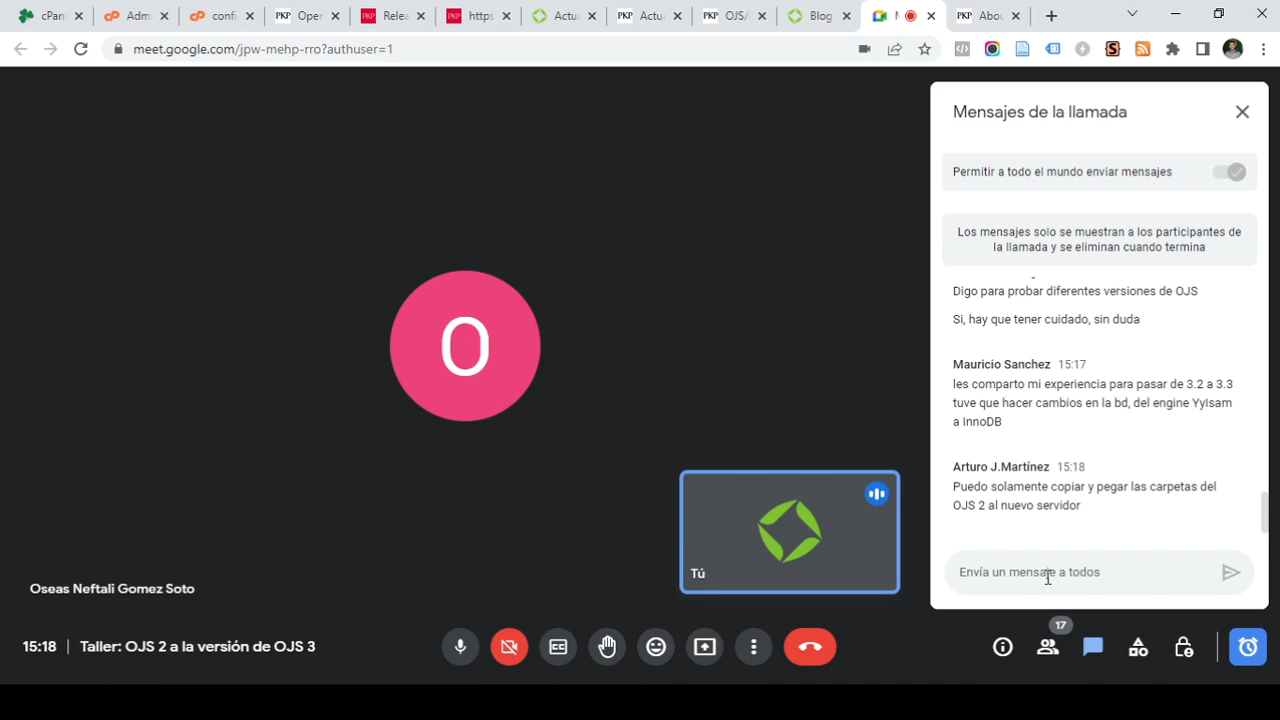 cPan
Adm
confi
PKP Oper
Relea
https
Actu
PKP Actu
PKP OJS/
Blog
PKP Abou
meet.google.com/jpw-mehp-rro?authuser=1
Mensajes de la llamada
Permitir a todo el mundo enviar mensajes
Los mensajes solo se muestran a los participantes de
la llamada y se eliminan cuando termina
Digo para probar diferentes versiones de OJS
Si, hay que tener cuidado, sin duda
Mauricio Sanchez 15:17
les comparto mi experiencia para pasar de 3.2 a 3.3
tuve que hacer cambios en la bd, del engine YyIsam
a InnoDB
Arturo J.Martínez 15:18
Puedo solamente copiar y pegar las carpetas del
OJS 2 al nuevo servidor
Envía un mensaje a todos
O
Tú
Oseas Neftali Gomez Soto
17
15:18 | Taller: OJS 2 a la versión de OJS 3